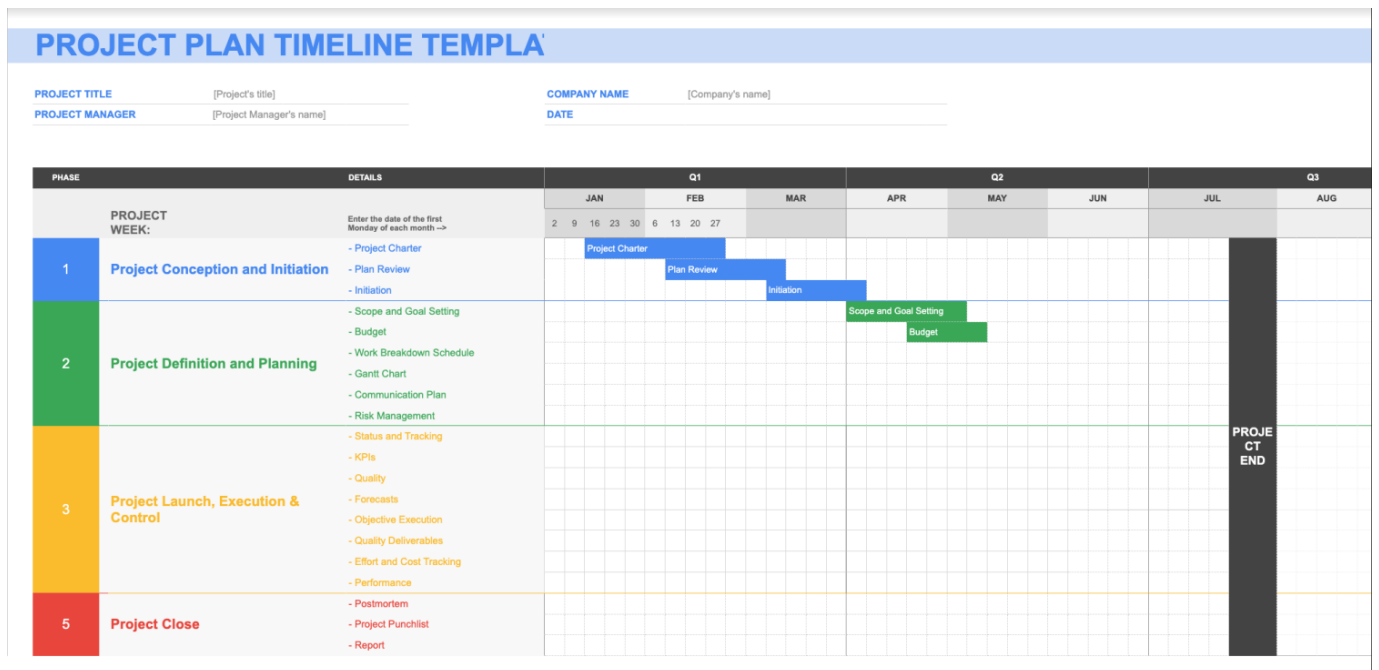 PROJECT PLAN TIMELINE TEMPLA
PROJECT TITLE [Project's title] COMPANY NAME [Company's name]
PROJECT MANAGER [Project Manager's name] DATE
PHASE DETAILS Q1 Q2 Q3
JAN FEB MAR APR MAY JUN JUL AUG
PROJECT
WEEK:
Enter the date of the first
Monday of each month -->
2 9 16 23 30 6 13 20 27
1 Project Conception and Initiation
- Project Charter Project Charter
- Plan Review Plan Review
- Initiation Initiation
2 Project Definition and Planning
- Scope and Goal Setting Scope and Goal Setting
- Budget Budget
- Work Breakdown Schedule
- Gantt Chart
- Communication Plan
- Risk Management
3 Project Launch, Execution &
Control
- Status and Tracking
- KPIs
- Quality
- Forecasts
- Objective Execution
- Quality Deliverables
- Effort and Cost Tracking
- Performance
5 Project Close
- Postmortem
- Project Punchlist
- Report
PROJE
CT
END